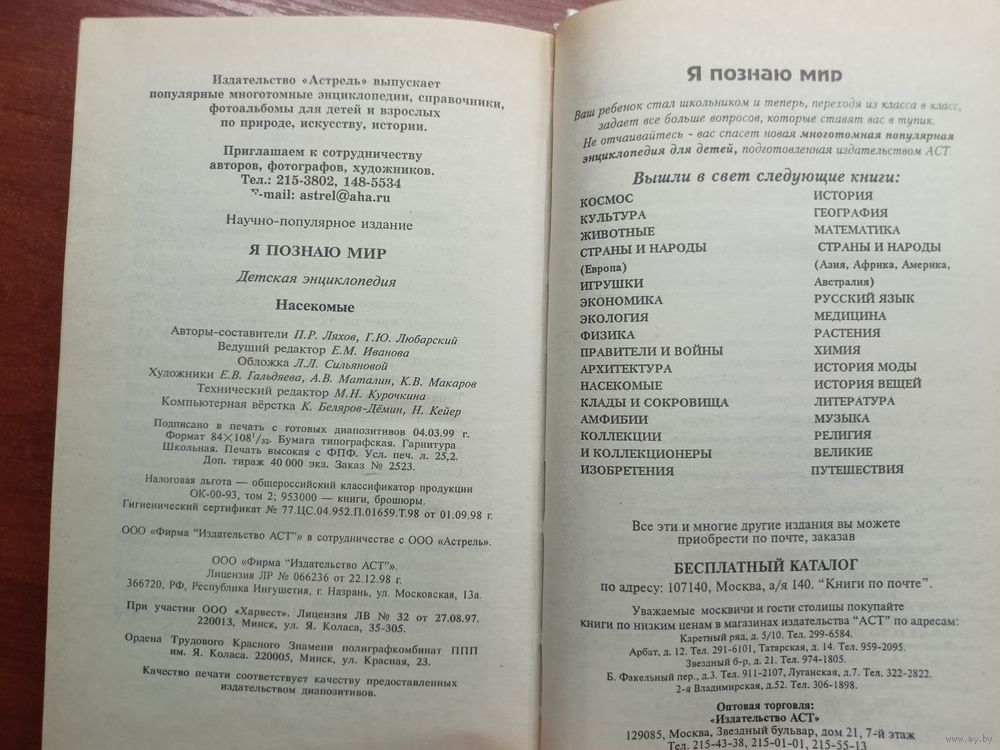 Издательство «Астрель» выпускает
популярные многотомные энциклопедии, справочники,
фотоальбомы для детей и взрослых
по природе, искусству, истории.
Приглашаем к сотрудничеству
авторов, фотографов, художников.
Тел.: 215-3802, 148-5534
E-mail: astrel@aha.ru
Научно-популярное издание
Я ПОЗНАЮ МИР
Детская энциклопедия
Насекомые
Авторы-составители П.Р. Ляхов, Г.Ю. Любарский
Ведущий редактор Е.М. Иванова
Обложка Л.Л. Сильяновой
Художники Е.В. Гальдяева, А.В. Маталин, К.В. Макаров
Технический редактор М.Н. Курочкина
Компьютерная вёрстка К. Беляров-Дёмин, Н. Кейер
Подписано в печать с готовых диапозитивов 04.03.99 г.
Формат 84×108¹/₃₂. Бумага типографская. Гарнитура
Школьная. Печать высокая с ФПФ. Усл. печ. л. 25,2.
Доп. тираж 40 000 экз. Заказ № 2523.
Налоговая льгота — общероссийский классификатор продукции
ОК-00-93, том 2; 953000 — книги, брошюры.
Гигиенический сертификат № 77.ЦС.04.952.П.01659.Т.98 от 01.09.98 г.
ООО «Фирма "Издательство АСТ"» в сотрудничестве с ООО «Астрель».
ООО «Фирма "Издательство АСТ"».
Лицензия ЛР № 066236 от 22.12.98 г.
366720, РФ, Республика Ингушетия, г. Назрань, ул. Московская, 13а.
При участии ООО «Харвест». Лицензия ЛВ № 32 от 27.08.97.
220013, Минск, ул. Я. Коласа, 35-305.
Ордена Трудового Красного Знамени полиграфкомбинат ППП
им. Я. Коласа. 220005, Минск, ул. Красная, 23.
Качество печати соответствует качеству предоставленных
издательством диапозитивов.
Я познаю мир
Ваш ребенок стал школьником и теперь, переходя из класса в класс,
задает все больше вопросов, которые ставят вас в тупик.
Не отчаивайтесь - вас спасет новая многотомная популярная
энциклопедия для детей, подготовленная издательством АСТ.
Вышли в свет следующие книги:
КОСМОС
КУЛЬТУРА
ЖИВОТНЫЕ
СТРАНЫ И НАРОДЫ
(Европа)
ИГРУШКИ
ЭКОНОМИКА
ЭКОЛОГИЯ
ФИЗИКА
ПРАВИТЕЛИ И ВОЙНЫ
АРХИТЕКТУРА
НАСЕКОМЫЕ
КЛАДЫ И СОКРОВИЩА
АМФИБИИ
КОЛЛЕКЦИИ
И КОЛЛЕКЦИОНЕРЫ
ИЗОБРЕТЕНИЯ
ИСТОРИЯ
ГЕОГРАФИЯ
МАТЕМАТИКА
СТРАНЫ И НАРОДЫ
(Азия, Африка, Америка,
Австралия)
РУССКИЙ ЯЗЫК
МЕДИЦИНА
РАСТЕНИЯ
ХИМИЯ
ИСТОРИЯ МОДЫ
ИСТОРИЯ ВЕЩЕЙ
ЛИТЕРАТУРА
МУЗЫКА
РЕЛИГИЯ
ВЕЛИКИЕ
ПУТЕШЕСТВИЯ
Все эти и многие другие издания вы можете
приобрести по почте, заказав
БЕСПЛАТНЫЙ КАТАЛОГ
по адресу: 107140, Москва, а/я 140. "Книги по почте".
Уважаемые москвичи и гости столицы покупайте
книги по низким ценам в магазинах издательства "АСТ" по адресам:
Каретный ряд, д. 5/10. Тел. 299-6584.
Арбат, д. 12. Тел. 291-6101, Татарская, д. 14. Тел. 959-2095.
Звездный б-р, д. 21. Тел. 974-1805.
Б. Факельный пер., д.3. Тел. 911-2107, Луганская, д.7. Тел. 322-2822.
2-я Владимирская, д.52. Тел. 306-1898.
Оптовая торговля:
«Издательство АСТ»
129085, Москва, Звездный бульвар, дом 21, 7-й этаж
Тел. 215-43-38, 215-01-01, 215-55-13
www.ay.by